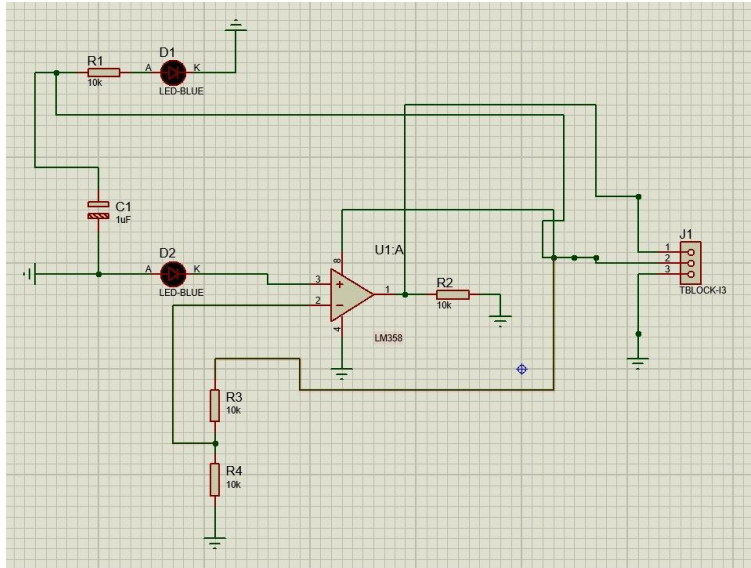 D1
R1
A
K
10k
LED-BLUE
C1
1uF
D2
A
K
LED-BLUE
8
U1:A
3
2
1
4
LM358
R2
10k
J1
1
2
3
TBLOCK-I3
R3
10k
R4
10k